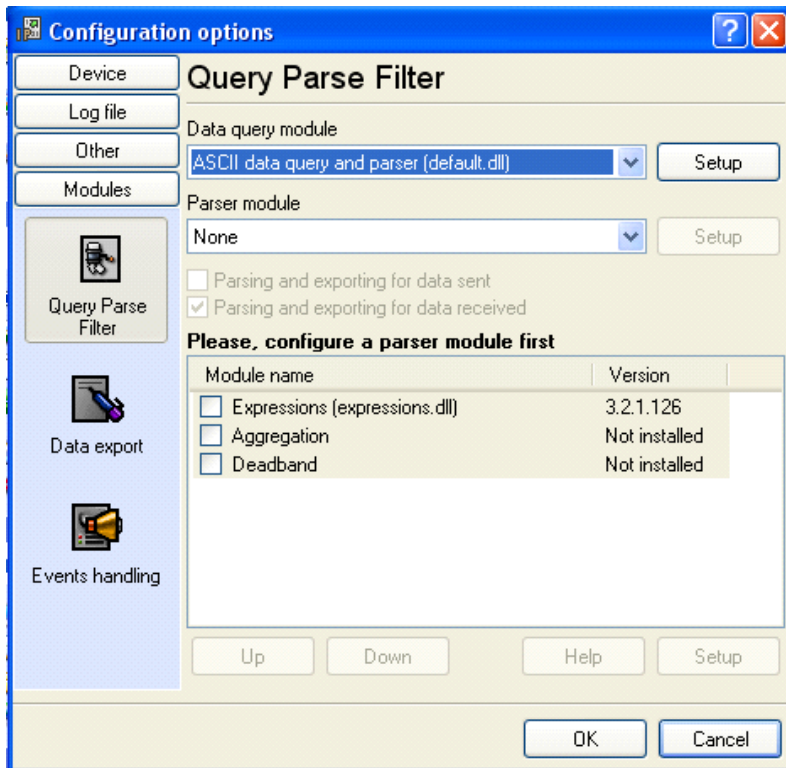 Configuration options
Device
Log file
Other
Modules
Query Parse
Filter
Data export
Events handling
Query Parse Filter
Data query module
ASCII data query and parser (default.dll)
Setup
Parser module
None
Setup
Parsing and exporting for data sent
Parsing and exporting for data received
Please, configure a parser module first
Module name Version
Expressions (expressions.dll) 3.2.1.126
Aggregation Not installed
Deadband Not installed
Up Down Help Setup
OK Cancel